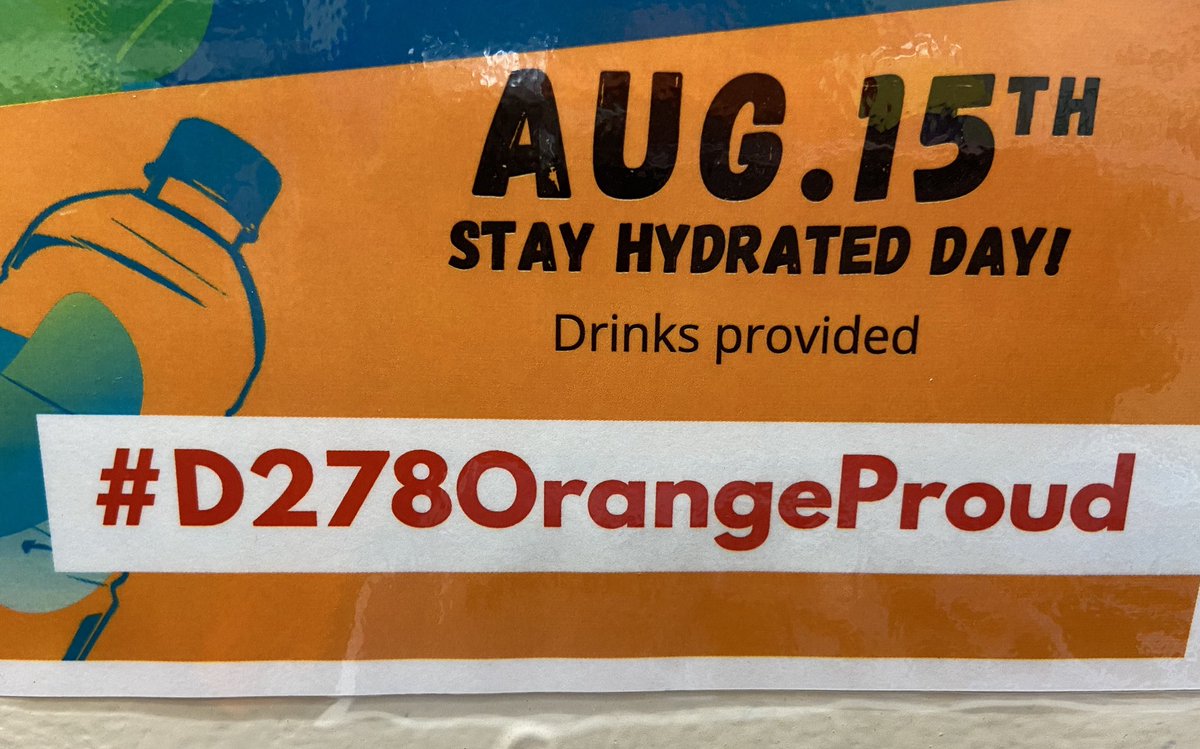 AUG.15TH
STAY HYDRATED DAY!
Drinks provided
#D278OrangeProud